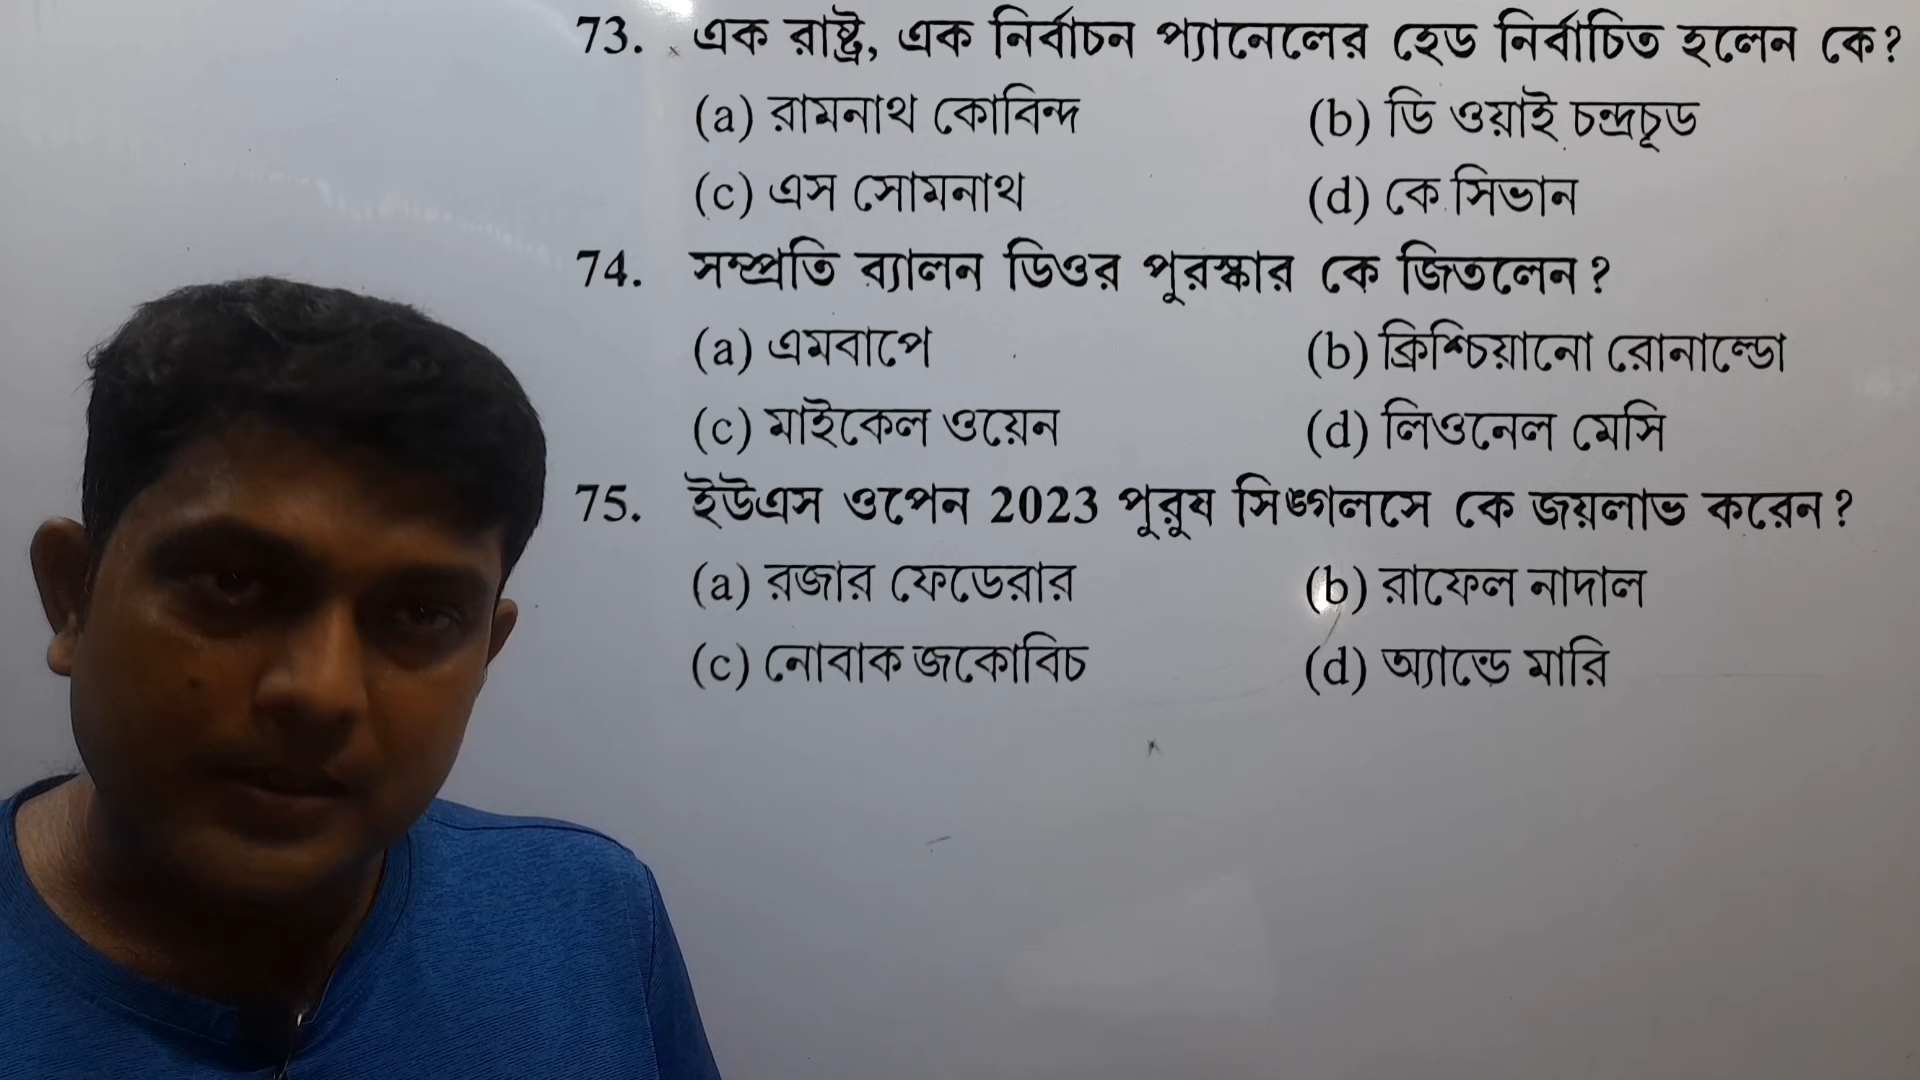 73. এক রাষ্ট্র, এক নির্বাচন প্যানেলের হেড নির্বাচিত হলেন কে?
(a) রামনাথ কোবিন্দ (b) ডি ওয়াই চন্দ্রচূড
(c) এস সোমনাথ (d) কে সিভান
74. সম্প্রতি ব্যালন ডিওর পুরস্কার কে জিতলেন?
(a) এমবাপে (b) ক্রিশ্চিয়ানো রোনাল্ডো
(c) মাইকেল ওয়েন (d) লিওনেল মেসি
75. ইউএস ওপেন 2023 পুরুষ সিঙ্গলসে কে জয়লাভ করেন?
(a) রজার ফেডেরার (b) রাফেল নাদাল
(c) নোবাক জকোবিচ (d) অ্যান্ডে মারি